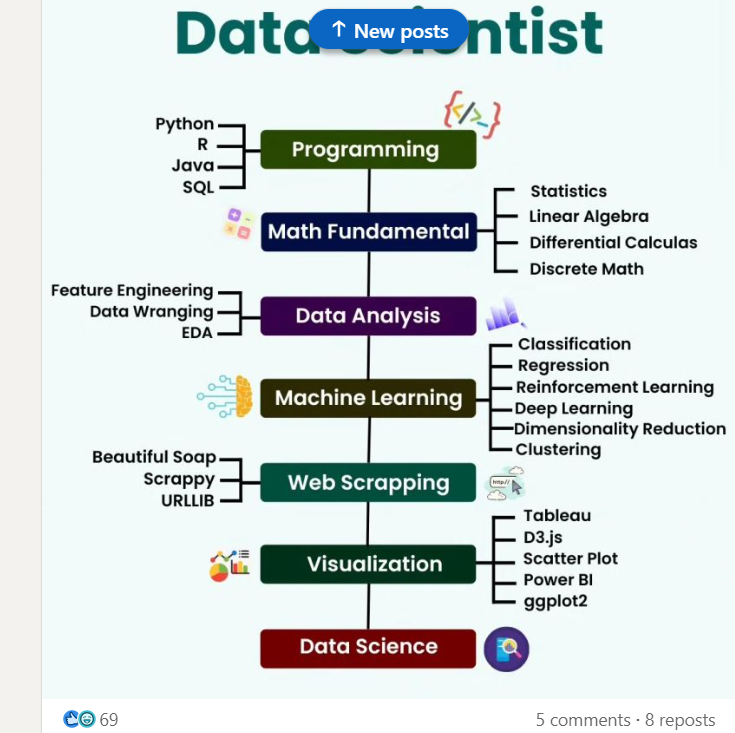 Data Scientist
↑ New posts
{</>_}
Python
R
Java
SQL
Programming
Math Fundamental
Statistics
Linear Algebra
Differential Calculas
Discrete Math
Feature Engineering
Data Wranging
EDA
Data Analysis
Machine Learning
Classification
Regression
Reinforcement Learning
Deep Learning
Dimensionality Reduction
Clustering
Beautiful Soap
Scrappy
URLLIB
Web Scrapping
http://
Visualization
Tableau
D3.js
Scatter Plot
Power BI
ggplot2
Data Science
69
5 comments · 8 reposts